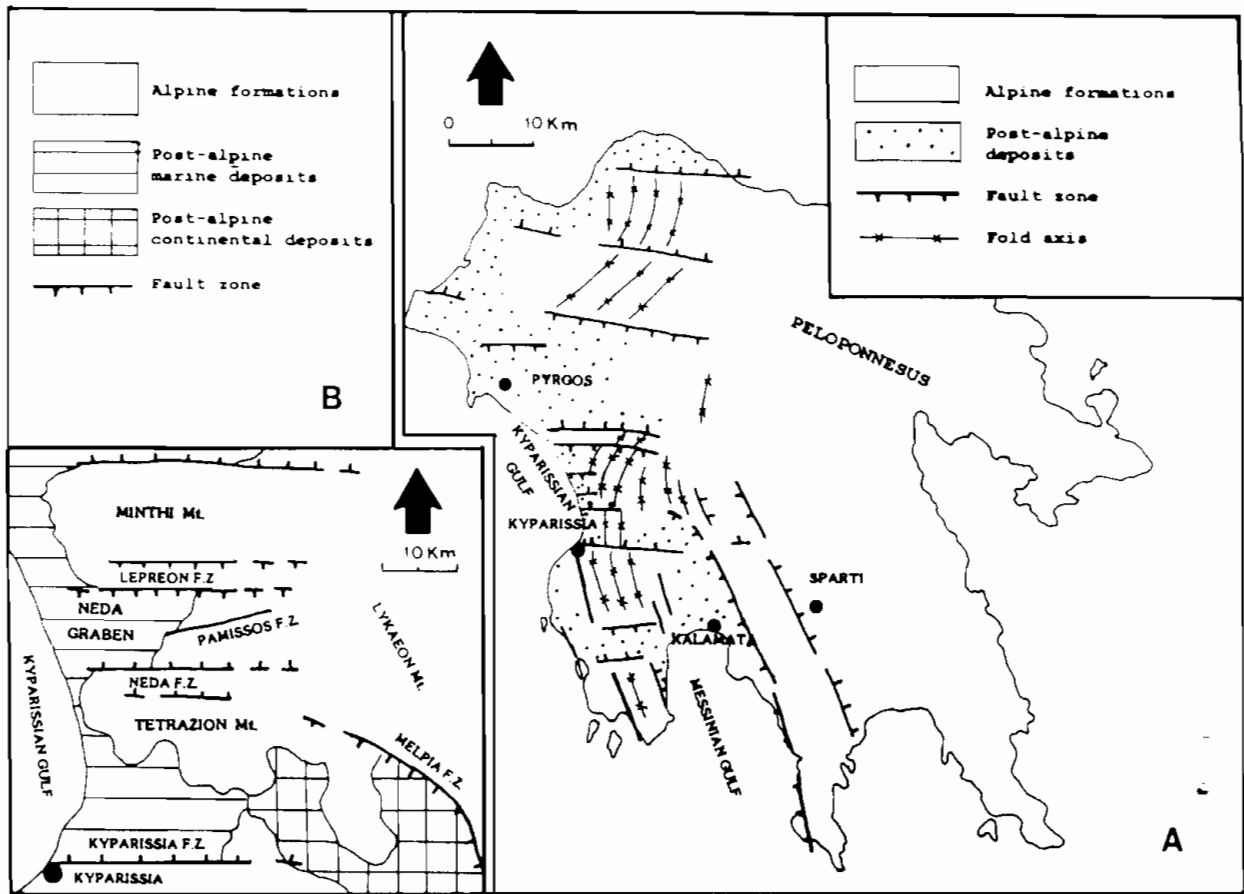 Alpine formations
Post-alpine
marine deposits
Post-alpine
continental deposits
Fault zone
B
0 10 Km
Alpine formations
Post-alpine
deposits
Fault zone
Fold axis
PELOPONNESUS
PYRGOS
KYPARISSIAN
GULF
KYPARISSIA
SPARTI
KALAMATA
MESSINIAN GULF
A
10 Km
MINTHI Mt.
LEPREON F.Z
NEDA
GRABEN
PAMISSOS F.Z.
LYKAEON Mt.
NEDA F.Z.
TETRAZION Mt.
KYPARISSIAN GULF
MELPIA F.Z.
KYPARISSIA F.Z.
KYPARISSIA